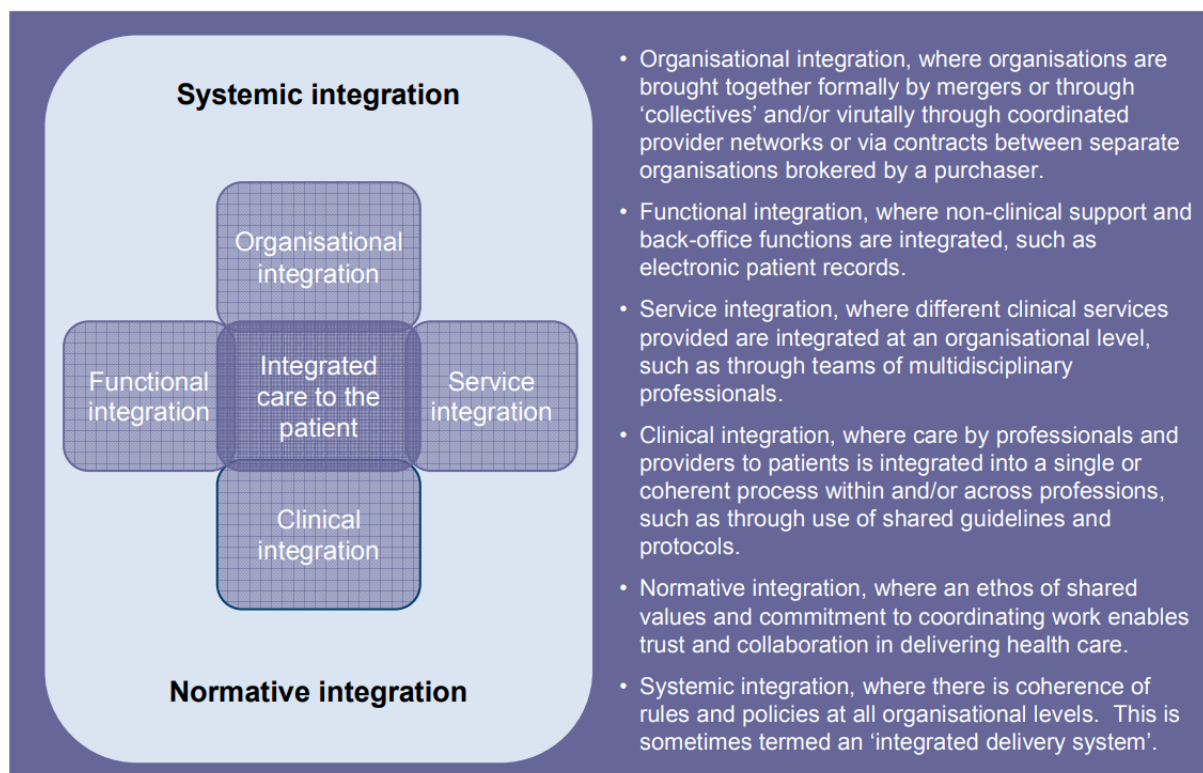 Systemic integration
Organisational
integration
Functional
integration
Integrated
care to the
patient
Service
integration
Clinical
integration
Normative integration
• Organisational integration, where organisations are
brought together formally by mergers or through
‘collectives’ and/or virutally through coordinated
provider networks or via contracts between separate
organisations brokered by a purchaser.
• Functional integration, where non-clinical support and
back-office functions are integrated, such as
electronic patient records.
• Service integration, where different clinical services
provided are integrated at an organisational level,
such as through teams of multidisciplinary
professionals.
• Clinical integration, where care by professionals and
providers to patients is integrated into a single or
coherent process within and/or across professions,
such as through use of shared guidelines and
protocols.
• Normative integration, where an ethos of shared
values and commitment to coordinating work enables
trust and collaboration in delivering health care.
• Systemic integration, where there is coherence of
rules and policies at all organisational levels.  This is
sometimes termed an ‘integrated delivery system’.